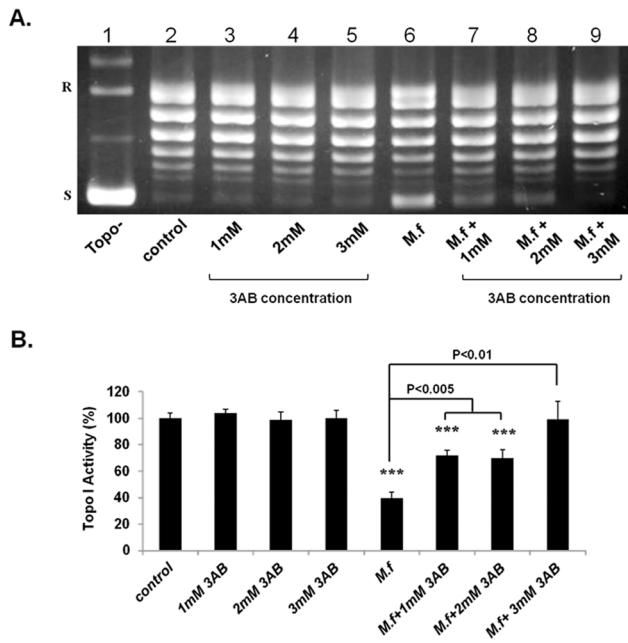 A.
1 2 3 4 5 6 7 8 9
R
S
Topo-
control
1mM
2mM
3mM
M.f
M.f +
1mM
M.f +
2mM
M.f +
3mM
3AB concentration
3AB concentration
B.
P<0.01
P<0.005
Topo I Activity (%)
120
100
80
60
40
20
0
***
***
***
control
1mM 3AB
2mM 3AB
3mM 3AB
M.f
M.f+1mM 3AB
M.f+2mM 3AB
M.f+ 3mM 3AB